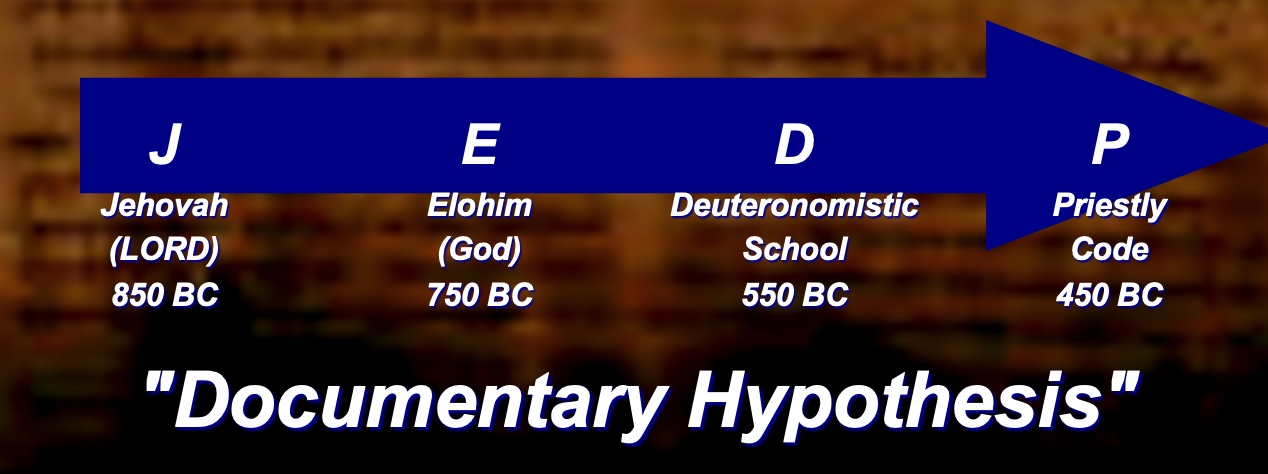 J E D P
Jehovah Elohim Deuteronomistic Priestly
(LORD) (God) School Code
850 BC 750 BC 550 BC 450 BC
"Documentary Hypothesis"